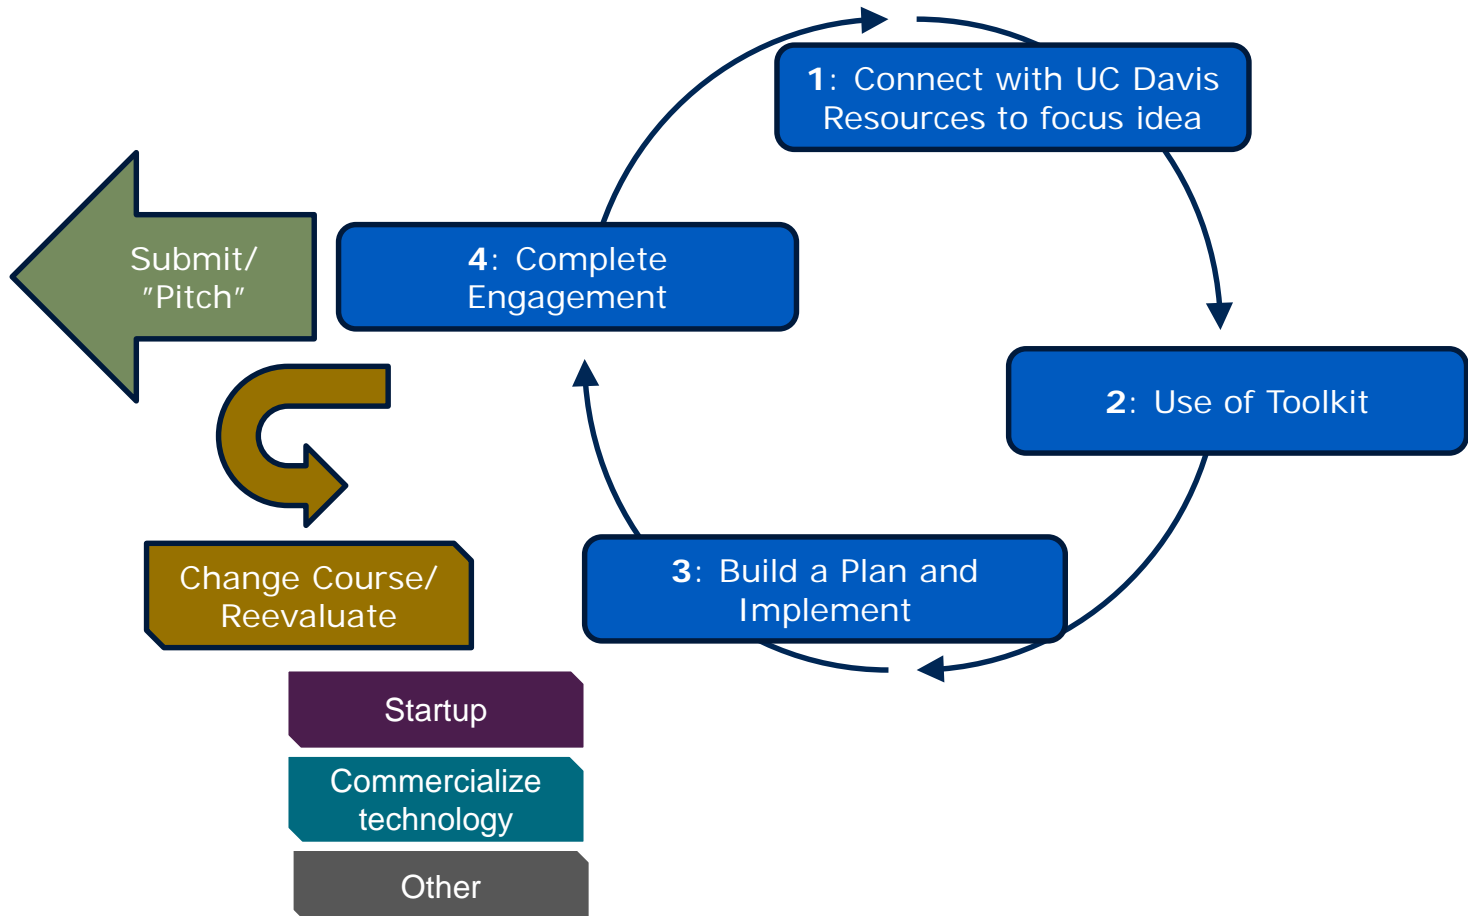 1: Connect with UC Davis
Resources to focus idea
2: Use of Toolkit
3: Build a Plan and
Implement
4: Complete
Engagement
Submit/
"Pitch"
Change Course/
Reevaluate
Startup
Commercialize
technology
Other